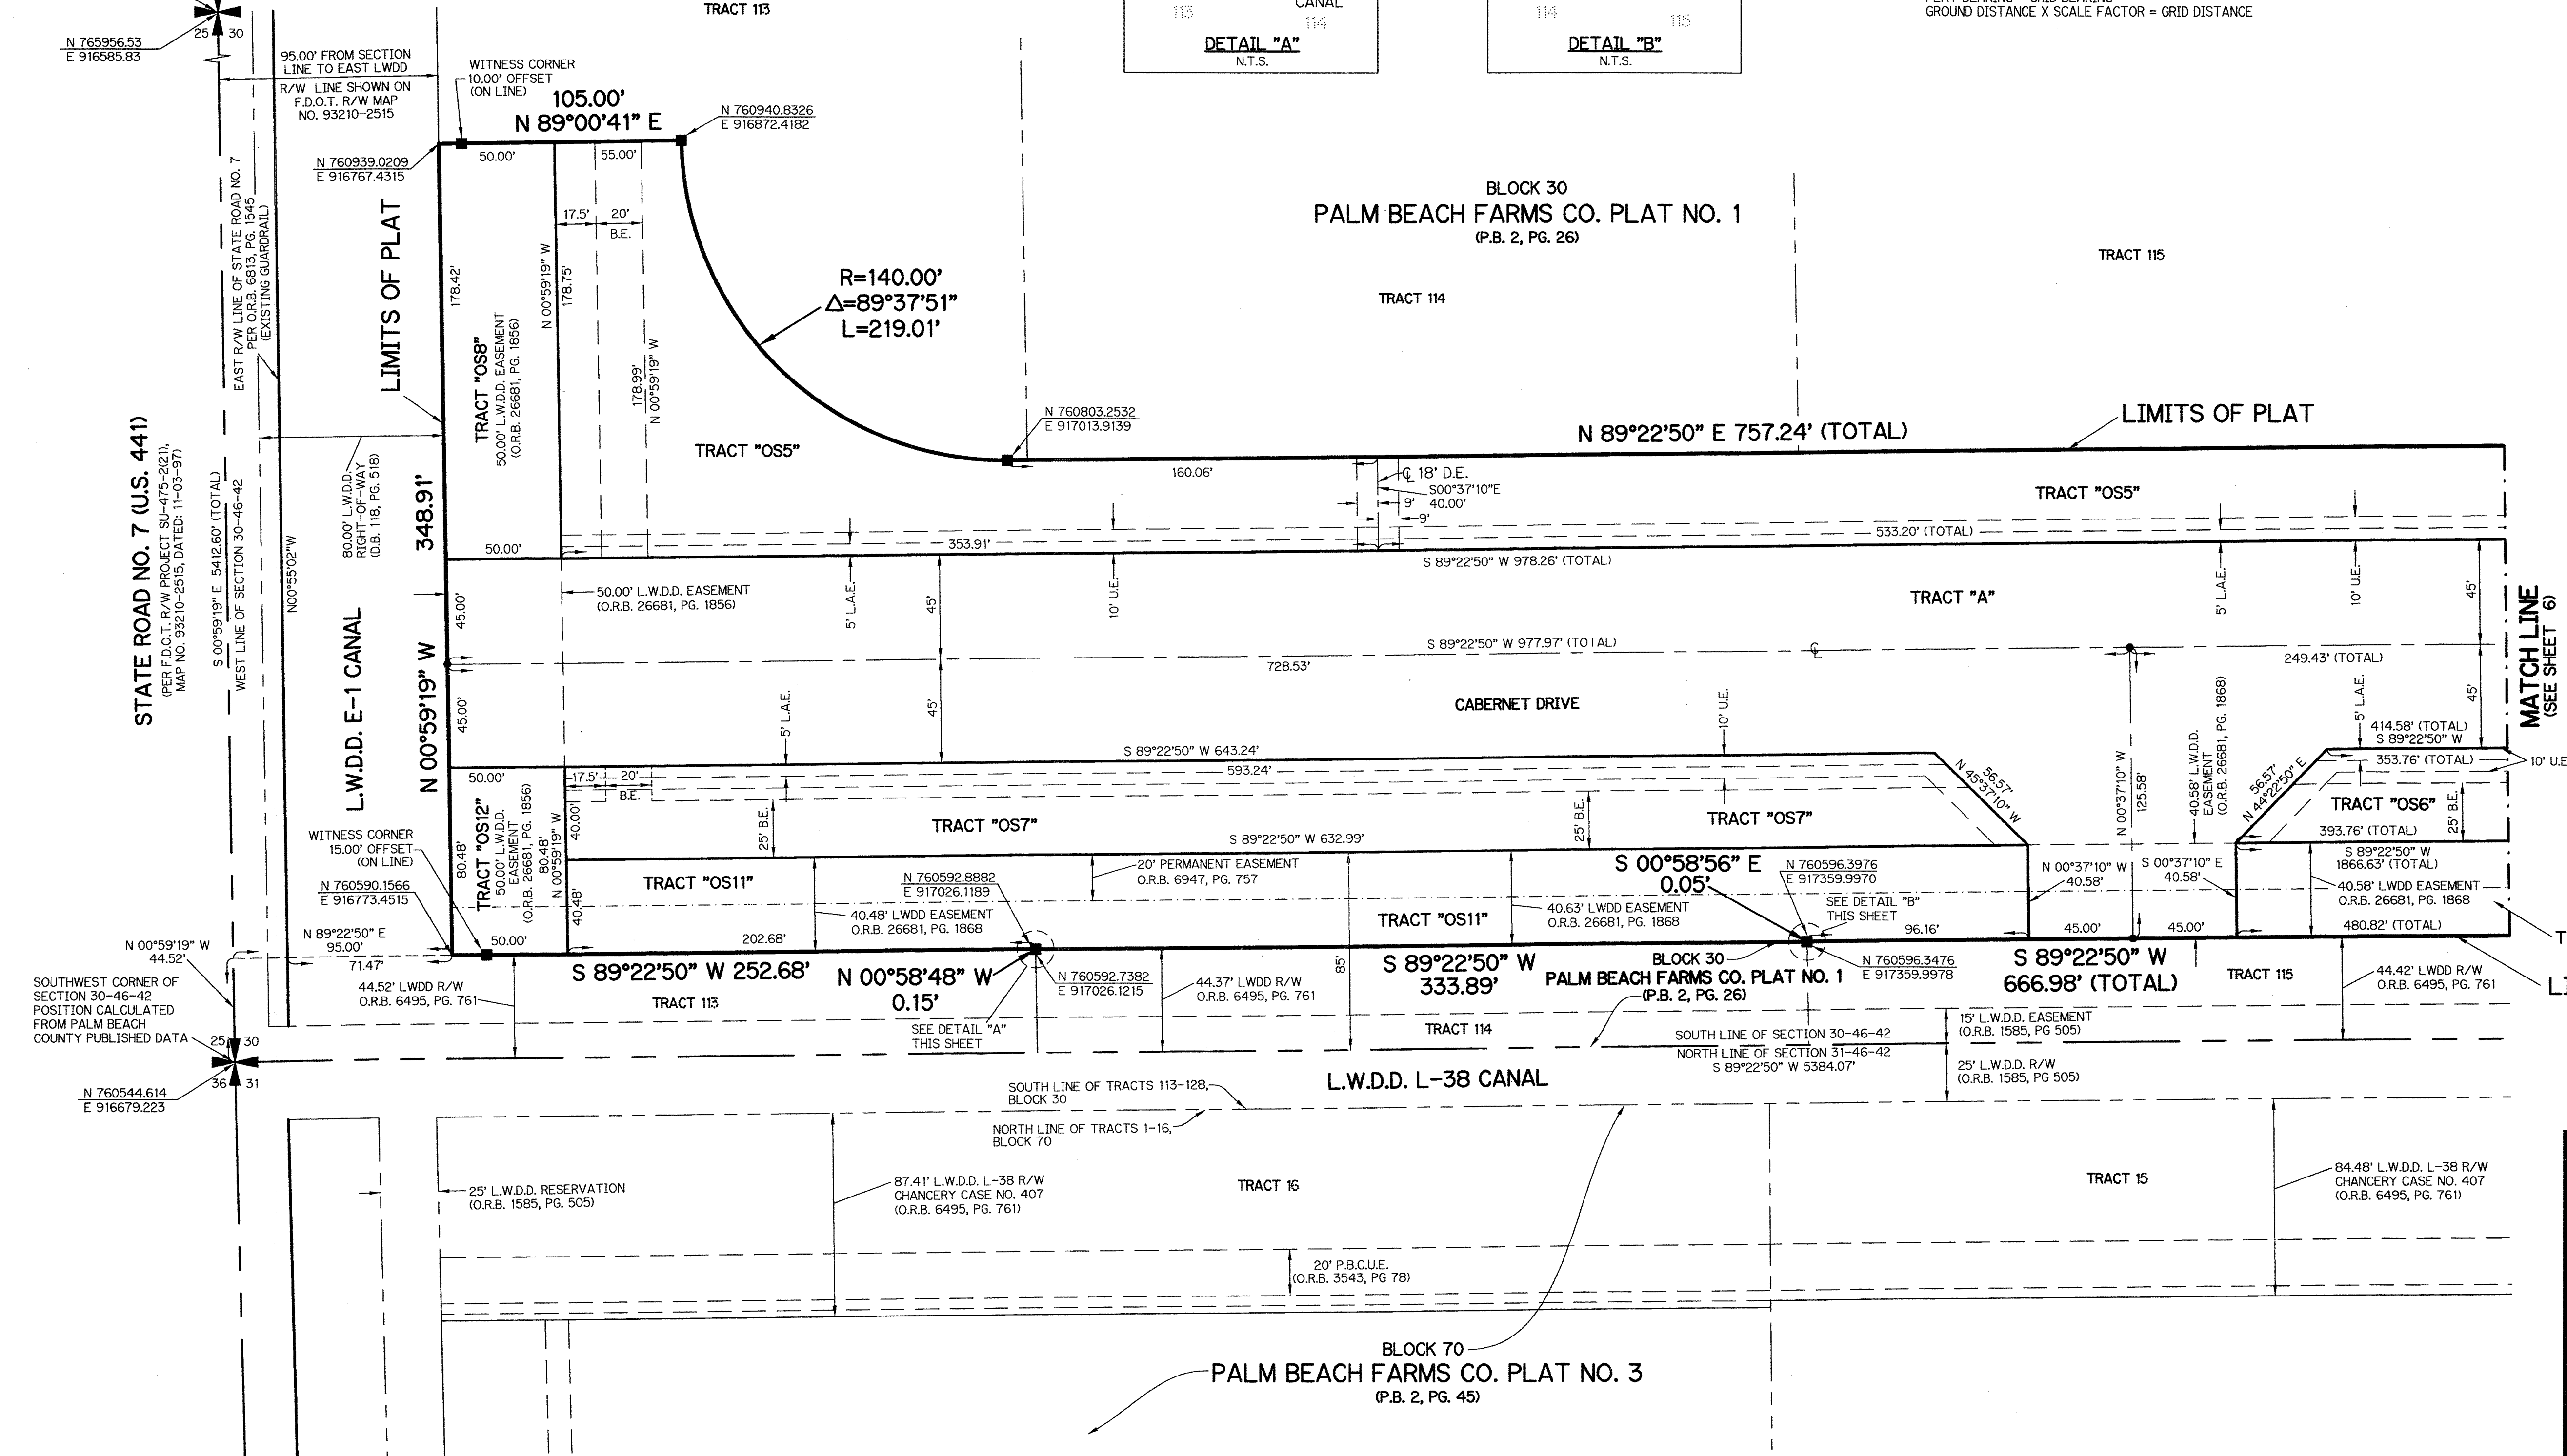 TRACT 113
CANAL
113
114
DETAIL "A"
N.T.S.
114
115
DETAIL "B"
N.T.S.
GROUND DISTANCE X SCALE FACTOR = GRID DISTANCE
25 30
N 765956.53
E 916585.83
95.00' FROM SECTION
LINE TO EAST LWDD
R/W LINE SHOWN ON
F.D.O.T. R/W MAP
NO. 93210-2515
WITNESS CORNER
10.00' OFFSET
(ON LINE)
105.00'
N 89°00'41" E
N 760940.8326
E 916872.4182
N 760939.0209
E 916767.4315
50.00'
55.00'
17.5'
20'
B.E.
EAST R/W LINE OF STATE ROAD NO. 7
PER O.R.B. 6813, PG. 1545
(EXISTING GUARDRAIL)
LIMITS OF PLAT
178.42'
TRACT "OS8"
50.00' L.W.D.D. EASEMENT
(O.R.B. 26681, PG. 1856)
N 00°59'19" W
178.75'
178.99'
N 00°59'19" W
R=140.00'
Δ=89°37'51"
L=219.01'
BLOCK 30
PALM BEACH FARMS CO. PLAT NO. 1
(P.B. 2, PG. 26)
TRACT 114
TRACT 115
N 760803.2532
E 917013.9139
TRACT "OS5"
N 89°22'50" E 757.24' (TOTAL)
LIMITS OF PLAT
160.06'
℄ 18' D.E.
S00°37'10"E
9' 40.00'
9'
TRACT "OS5"
STATE ROAD NO. 7 (U.S. 441)
(PER F.D.O.T. R/W PROJECT SU-475-2(21),
MAP NO. 93210-2515, DATED: 11-03-97)
S 00°59'19" E 5412.60' (TOTAL)
WEST LINE OF SECTION 30-46-42
N00°55'02"W
80.00' L.W.D.D.
RIGHT-OF-WAY
(D.B. 118, PG. 518)
348.91'
N 00°59'19" W
L.W.D.D. E-1 CANAL
50.00'
353.91'
533.20' (TOTAL)
S 89°22'50" W 978.26' (TOTAL)
50.00' L.W.D.D. EASEMENT
(O.R.B. 26681, PG. 1856)
45.00'
5' L.A.E.
45'
10' U.E.
TRACT "A"
5' L.A.E.
10' U.E.
45'
MATCH LINE
(SEE SHEET 6)
S 89°22'50" W 977.97' (TOTAL)
℄
728.53'
249.43' (TOTAL)
45.00'
5' L.A.E.
45'
CABERNET DRIVE
10' U.E.
45'
5' L.A.E.
414.58' (TOTAL)
S 89°22'50" W
353.76' (TOTAL)
10' U.E
S 89°22'50" W 643.24'
593.24'
50.00'
17.5'
20'
B.E.
N 45°37'10" W
56.57'
N 00°37'10" W
125.58'
40.58' L.W.D.D.
EASEMENT
(O.R.B. 26681, PG. 1868)
56.57'
N 44°22'50" E
TRACT "OS6"
25' B.E.
393.76' (TOTAL)
S 89°22'50" W
1866.63' (TOTAL)
TRACT "OS12"
50.00' L.W.D.D.
EASEMENT
(O.R.B. 26681, PG. 1856)
80.48'
80.48'
N 00°59'19" W
40.00'
40.48'
25' B.E.
TRACT "OS7"
S 89°22'50" W 632.99'
25' B.E.
TRACT "OS7"
WITNESS CORNER
15.00' OFFSET
(ON LINE)
N 760590.1566
E 916773.4515
TRACT "OS11"
40.48' LWDD EASEMENT
O.R.B. 26681, PG. 1868
N 760592.8882
E 917026.1189
20' PERMANENT EASEMENT
O.R.B. 6947, PG. 757
TRACT "OS11"
40.63' LWDD EASEMENT
O.R.B. 26681, PG. 1868
S 00°58'56" E
0.05'
N 760596.3976
E 917359.9970
SEE DETAIL "B"
THIS SHEET
N 00°37'10" W
40.58'
S 00°37'10" E
40.58'
40.58' LWDD EASEMENT
O.R.B. 26681, PG. 1868
N 00°59'19" W
44.52'
N 89°22'50" E
95.00'
71.47'
50.00'
202.68'
96.16'
45.00'
45.00'
480.82' (TOTAL)
S 89°22'50" W 252.68'
44.52' LWDD R/W
O.R.B. 6495, PG. 761
TRACT 113
N 00°58'48" W
0.15'
N 760592.7382
E 917026.1215
SEE DETAIL "A"
THIS SHEET
44.37' LWDD R/W
O.R.B. 6495, PG. 761
85'
S 89°22'50" W
333.89'
BLOCK 30
PALM BEACH FARMS CO. PLAT NO. 1
(P.B. 2, PG. 26)
N 760596.3476
E 917359.9978
S 89°22'50" W
666.98' (TOTAL)
TRACT 115
44.42' LWDD R/W
O.R.B. 6495, PG. 761
SOUTHWEST CORNER OF
SECTION 30-46-42
POSITION CALCULATED
FROM PALM BEACH
COUNTY PUBLISHED DATA
25 30
36 31
N 760544.614
E 916679.223
TRACT 114
SOUTH LINE OF SECTION 30-46-42
NORTH LINE OF SECTION 31-46-42
S 89°22'50" W 5384.07'
15' L.W.D.D. EASEMENT
(O.R.B. 1585, PG 505)
25' L.W.D.D. R/W
(O.R.B. 1585, PG 505)
L.W.D.D. L-38 CANAL
SOUTH LINE OF TRACTS 113-128,
BLOCK 30
NORTH LINE OF TRACTS 1-16,
BLOCK 70
25' L.W.D.D. RESERVATION
(O.R.B. 1585, PG. 505)
87.41' L.W.D.D. L-38 R/W
CHANCERY CASE NO. 407
(O.R.B. 6495, PG. 761)
TRACT 16
TRACT 15
84.48' L.W.D.D. L-38 R/W
CHANCERY CASE NO. 407
(O.R.B. 6495, PG. 761)
20' P.B.C.U.E.
(O.R.B. 3543, PG 78)
BLOCK 70
PALM BEACH FARMS CO. PLAT NO. 3
(P.B. 2, PG. 45)